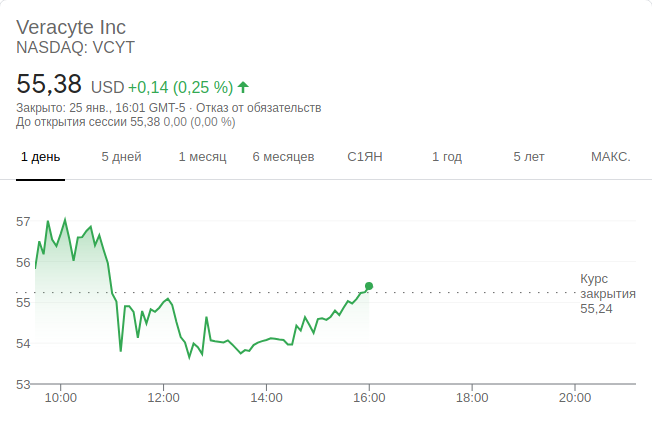 Veracyte Inc
NASDAQ: VCYT
55,38 USD +0,14 (0,25 %)
Закрыто: 25 янв., 16:01 GMT-5 · Отказ от обязательств
До открытия сессии 55,38 0,00 (0,00 %)
1 день 5 дней 1 месяц 6 месяцев С1ЯН 1 год 5 лет МАКС.
57
56
55
54
53
Курс
закрытия
55,24
10:00 12:00 14:00 16:00 18:00 20:00